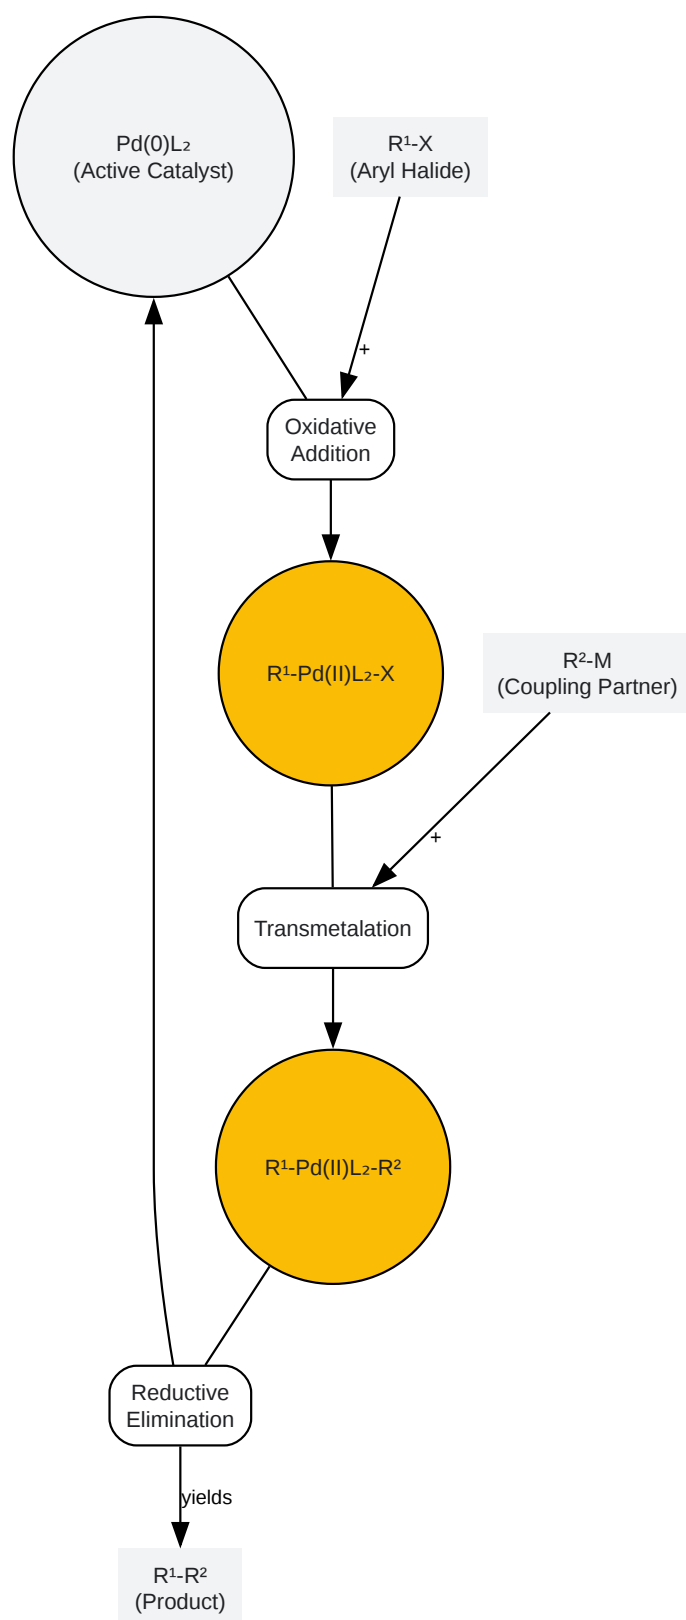 Pd(0)L₂
(Active Catalyst)
R¹-X
(Aryl Halide)
+
Oxidative
Addition
R¹-Pd(II)L₂-X
R²-M
(Coupling Partner)
+
Transmetalation
R¹-Pd(II)L₂-R²
Reductive
Elimination
yields
R¹-R²
(Product)